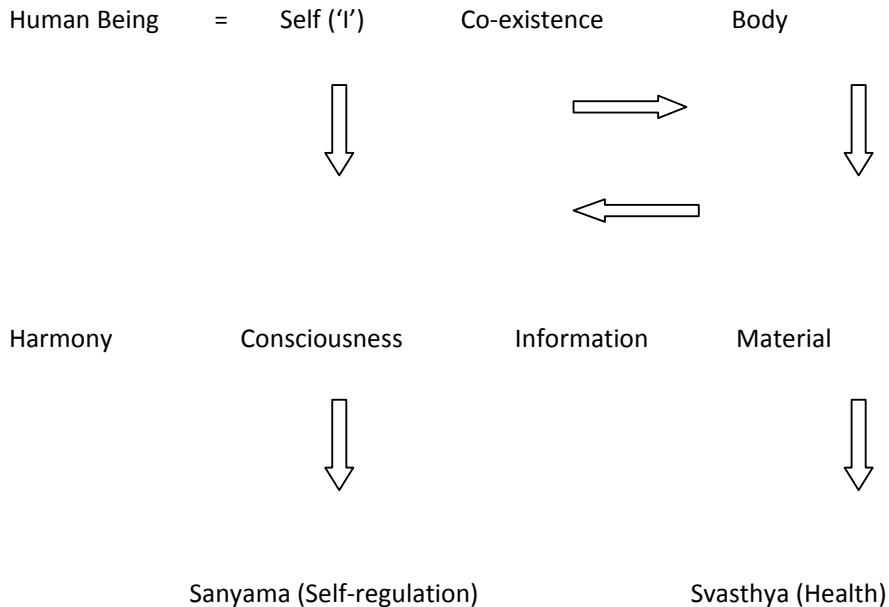 Human Being = Self (‘I’) Co-existence Body
Harmony Consciousness Information Material
Sanyama (Self-regulation) Svasthya (Health)